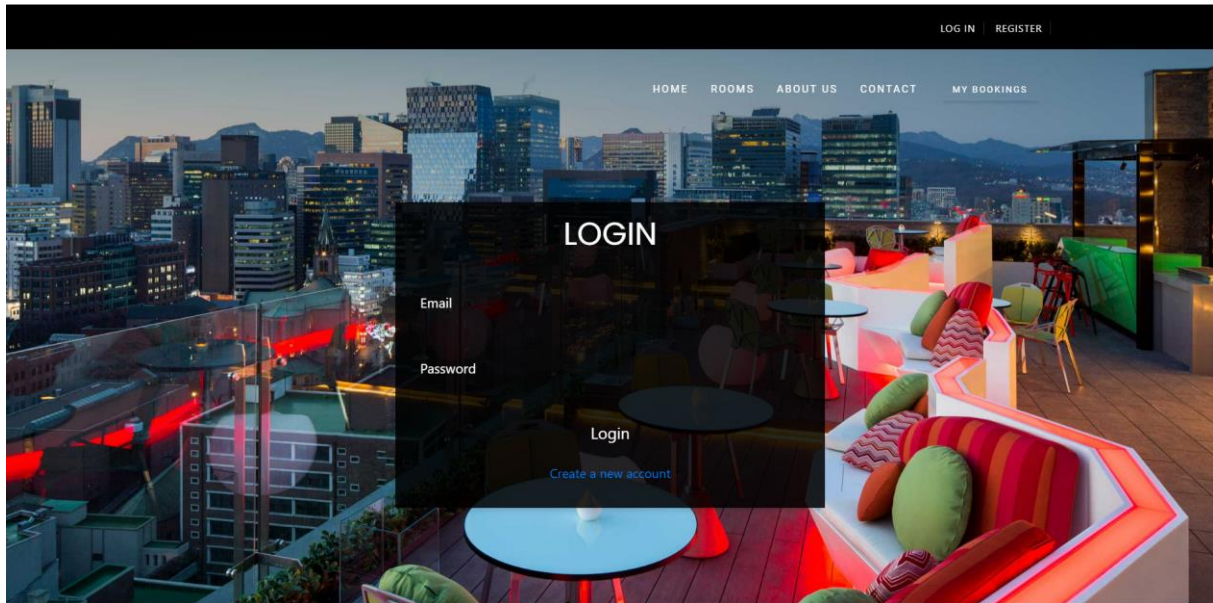 LOG IN REGISTER
HOME ROOMS ABOUT US CONTACT MY BOOKINGS
LOGIN
Email
Password
Login
Create a new account